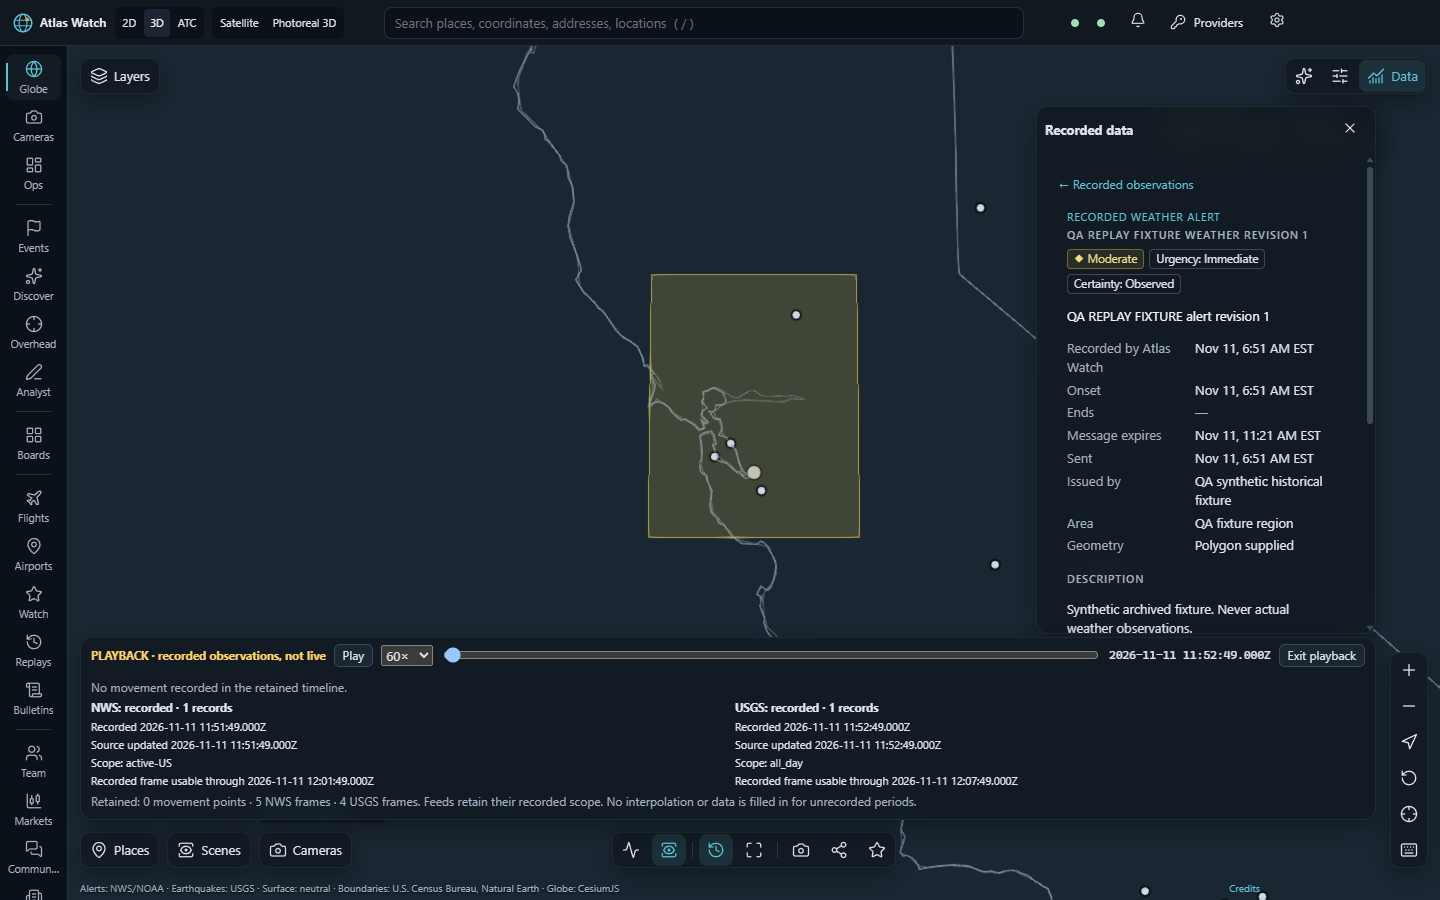 Atlas Watch
2D 3D ATC
Satellite Photoreal 3D
Search places, coordinates, addresses, locations ( / )
Providers
Globe
Cameras
Ops
Events
Discover
Overhead
Analyst
Boards
Flights
Airports
Watch
Replays
Bulletins
Team
Markets
Commun...
Layers
Data
Recorded data
← Recorded observations
RECORDED WEATHER ALERT
QA REPLAY FIXTURE WEATHER REVISION 1
◆ Moderate Urgency: Immediate
Certainty: Observed
QA REPLAY FIXTURE alert revision 1
Recorded by Atlas Watch Nov 11, 6:51 AM EST
Onset Nov 11, 6:51 AM EST
Ends —
Message expires Nov 11, 11:21 AM EST
Sent Nov 11, 6:51 AM EST
Issued by QA synthetic historical fixture
Area QA fixture region
Geometry Polygon supplied
DESCRIPTION
Synthetic archived fixture. Never actual
weather observations.
PLAYBACK · recorded observations, not live Play 60× 2026-11-11 11:52:49.000Z Exit playback
No movement recorded in the retained timeline.
NWS: recorded · 1 records
Recorded 2026-11-11 11:51:49.000Z
Source updated 2026-11-11 11:51:49.000Z
Scope: active-US
Recorded frame usable through 2026-11-11 12:01:49.000Z
USGS: recorded · 1 records
Recorded 2026-11-11 11:52:49.000Z
Source updated 2026-11-11 11:52:49.000Z
Scope: all_day
Recorded frame usable through 2026-11-11 12:07:49.000Z
Retained: 0 movement points · 5 NWS frames · 4 USGS frames. Feeds retain their recorded scope. No interpolation or data is filled in for unrecorded periods.
Places Scenes Cameras
Alerts: NWS/NOAA · Earthquakes: USGS · Surface: neutral · Boundaries: U.S. Census Bureau, Natural Earth · Globe: CesiumJS
Credits